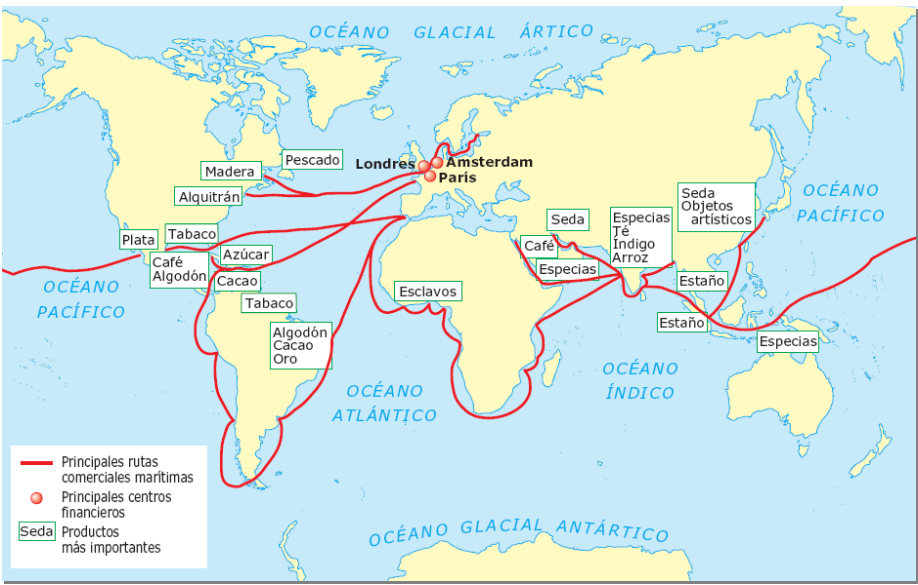 OCÉANO GLACIAL ÁRTICO
Pescado
Madera
Alquitrán
Londres
Amsterdam
París
Plata
Tabaco
Café
Algodón
Azúcar
Cacao
Tabaco
Algodón
Cacao
Oro
Esclavos
Café
Seda
Especias
Especias
Té
Índigo
Arroz
Seda
Objetos
artísticos
Estaño
Estaño
Especias
OCÉANO
PACÍFICO
OCÉANO
PACÍFICO
OCÉANO
ATLÁNTICO
OCÉANO
ÍNDICO
OCÉANO GLACIAL ANTÁRTICO
Principales rutas
comerciales marítimas
Principales centros
financieros
Seda Productos
más importantes